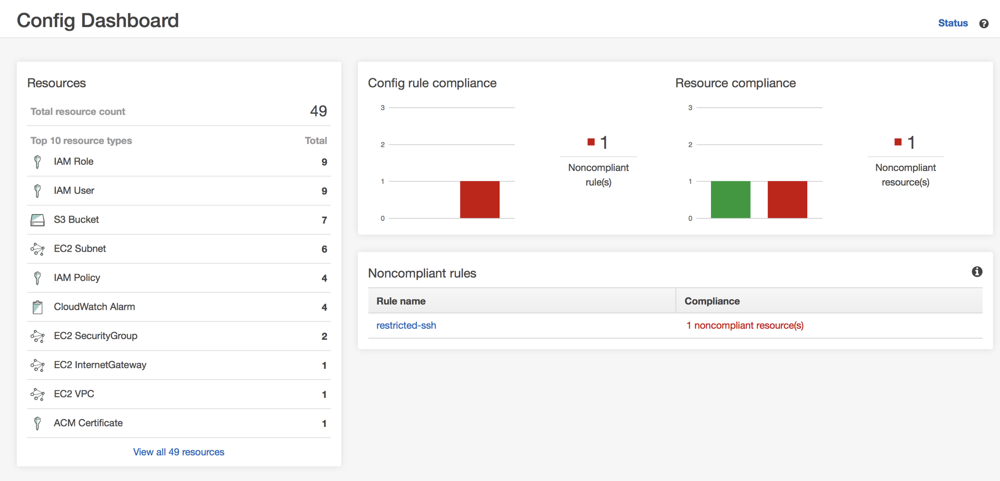 Config Dashboard
Status
Resources
Total resource count 49
Top 10 resource types Total
IAM Role 9
IAM User 9
S3 Bucket 7
EC2 Subnet 6
IAM Policy 4
CloudWatch Alarm 4
EC2 SecurityGroup 2
EC2 InternetGateway 1
EC2 VPC 1
ACM Certificate 1
View all 49 resources
Config rule compliance
3
2
1
0
1
Noncompliant
rule(s)
Resource compliance
3
2
1
0
1
Noncompliant
resource(s)
Noncompliant rules
Rule name Compliance
restricted-ssh 1 noncompliant resource(s)